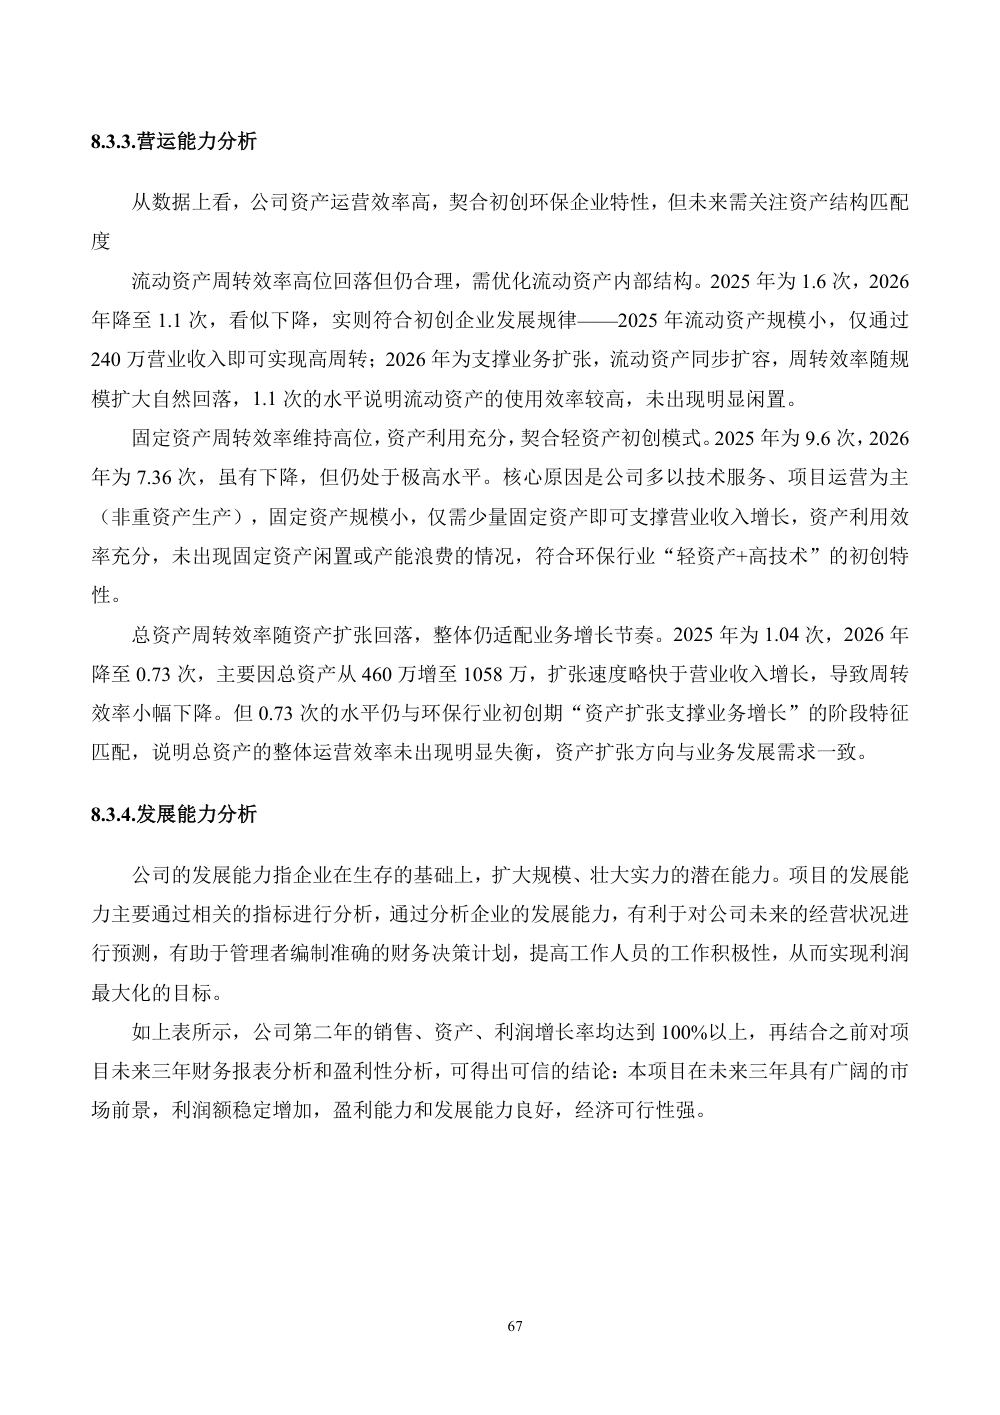 8.3.3.营运能力分析
从数据上看，公司资产运营效率高，契合初创环保企业特性，但未来需关注资产结构匹配
度
流动资产周转效率高位回落但仍合理，需优化流动资产内部结构。2025 年为 1.6 次，2026
年降至 1.1 次，看似下降，实则符合初创企业发展规律——2025 年流动资产规模小，仅通过
240 万营业收入即可实现高周转；2026 年为支撑业务扩张，流动资产同步扩容，周转效率随规
模扩大自然回落，1.1 次的水平说明流动资产的使用效率较高，未出现明显闲置。
固定资产周转效率维持高位，资产利用充分，契合轻资产初创模式。2025 年为 9.6 次，2026
年为 7.36 次，虽有下降，但仍处于极高水平。核心原因是公司多以技术服务、项目运营为主
（非重资产生产），固定资产规模小，仅需少量固定资产即可支撑营业收入增长，资产利用效
率充分，未出现固定资产闲置或产能浪费的情况，符合环保行业“轻资产+高技术”的初创特
性。
总资产周转效率随资产扩张回落，整体仍适配业务增长节奏。2025 年为 1.04 次，2026 年
降至 0.73 次，主要因总资产从 460 万增至 1058 万，扩张速度略快于营业收入增长，导致周转
效率小幅下降。但 0.73 次的水平仍与环保行业初创期“资产扩张支撑业务增长”的阶段特征
匹配，说明总资产的整体运营效率未出现明显失衡，资产扩张方向与业务发展需求一致。
8.3.4.发展能力分析
公司的发展能力指企业在生存的基础上，扩大规模、壮大实力的潜在能力。项目的发展能
力主要通过相关的指标进行分析，通过分析企业的发展能力，有利于对公司未来的经营状况进
行预测，有助于管理者编制准确的财务决策计划，提高工作人员的工作积极性，从而实现利润
最大化的目标。
如上表所示，公司第二年的销售、资产、利润增长率均达到 100%以上，再结合之前对项
目未来三年财务报表分析和盈利性分析，可得出可信的结论：本项目在未来三年具有广阔的市
场前景，利润额稳定增加，盈利能力和发展能力良好，经济可行性强。
67